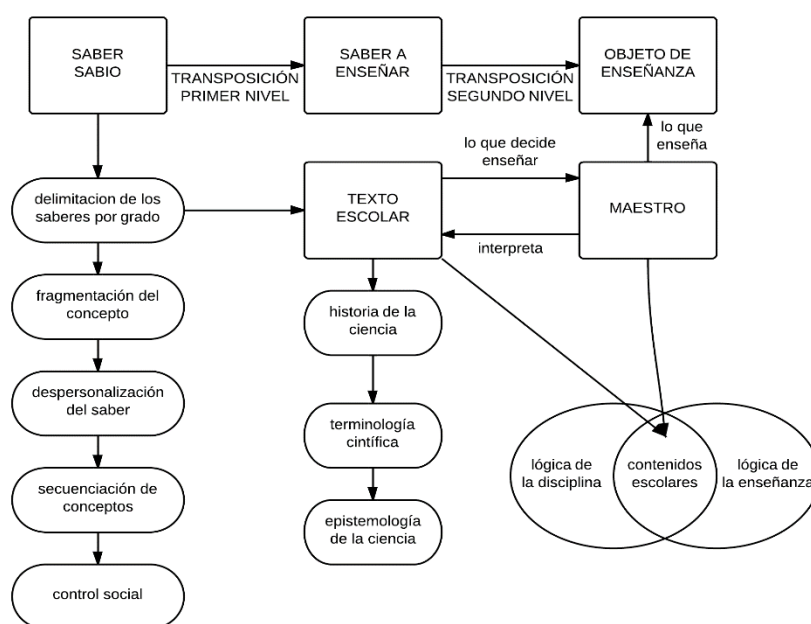 SABER
SABIO
TRANSPOSICIÓN
PRIMER NIVEL
SABER A
ENSEÑAR
TRANSPOSICIÓN
SEGUNDO NIVEL
OBJETO DE
ENSEÑANZA
lo que
enseña
lo que decide
enseñar
delimitacion de los
saberes por grado
TEXTO
ESCOLAR
MAESTRO
interpreta
fragmentación del
concepto
historia de la
ciencia
despersonalización
del saber
terminología
cintífica
lógica de
la disciplina
contenidos
escolares
lógica de
la enseñanza
secuenciación de
conceptos
epistemología
de la ciencia
control social